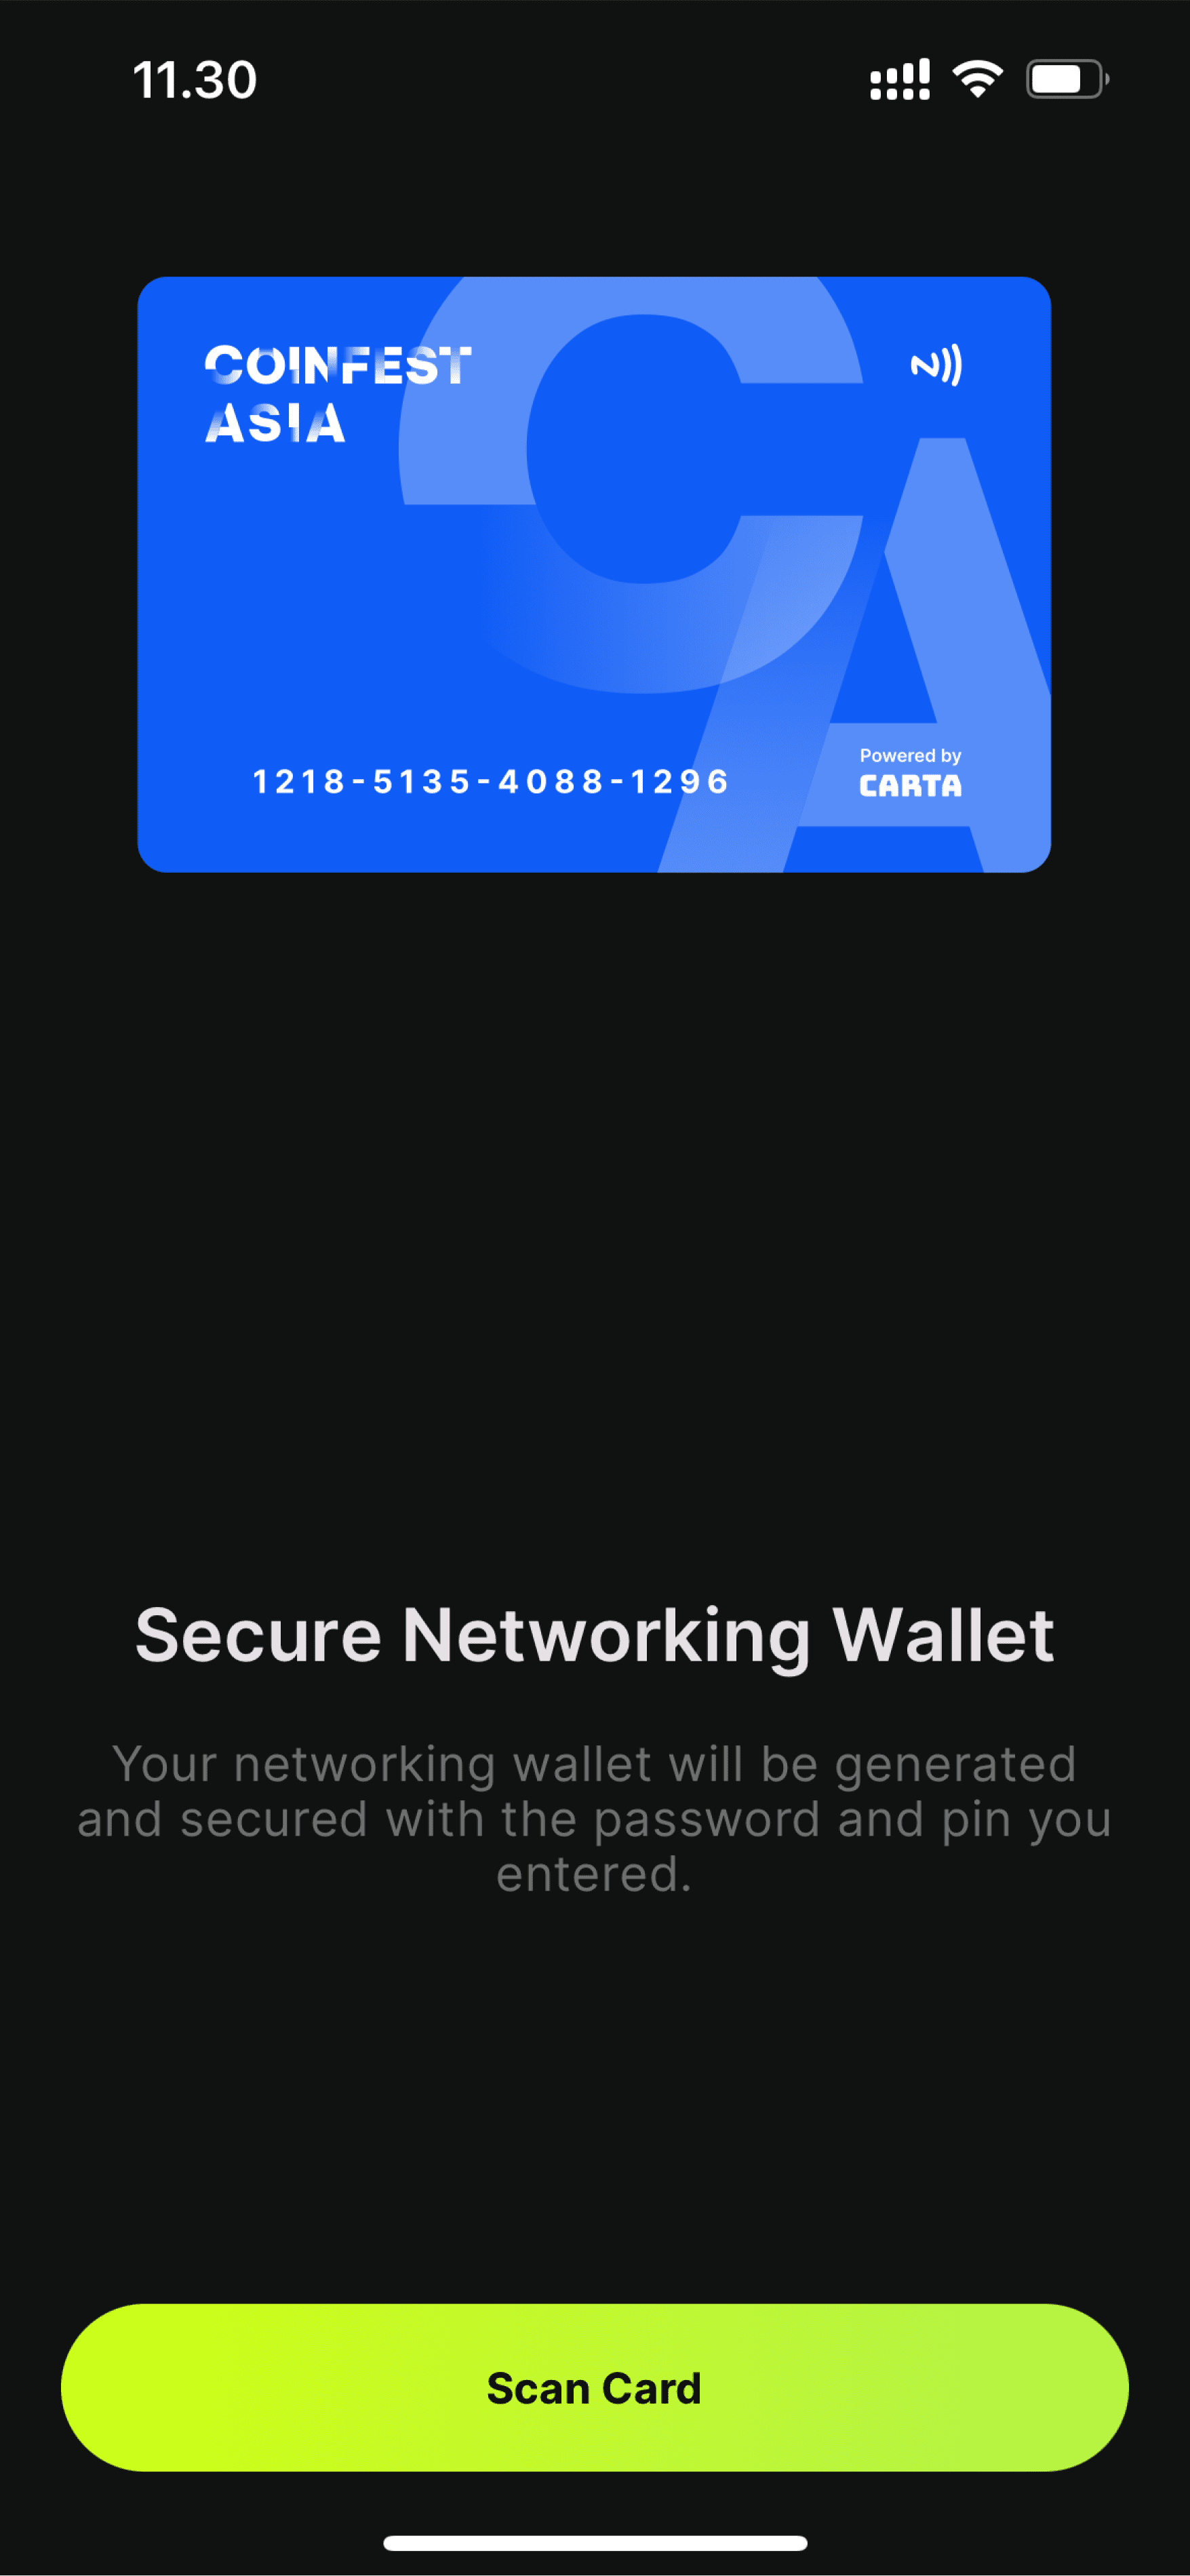 11.30
COINFEST
ASIA
1218-5135-4088-1296
Powered by
CARTA
Secure Networking Wallet
Your networking wallet will be generated
and secured with the password and pin you
entered.
Scan Card